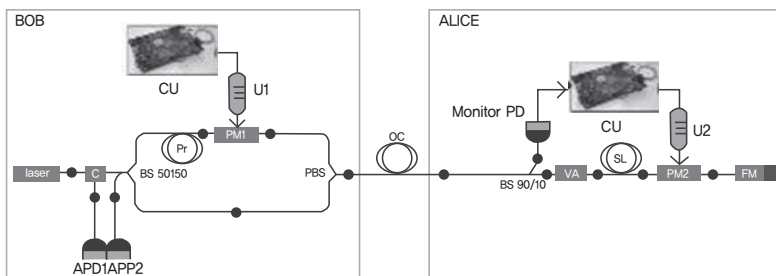 BOB
ALICE
CU
U1
Monitor PD
CU
U2
Pr
PM1
OC
laser
C
BS 50150
PBS
BS 90/10
VA
SL
PM2
FM
APD1APP2